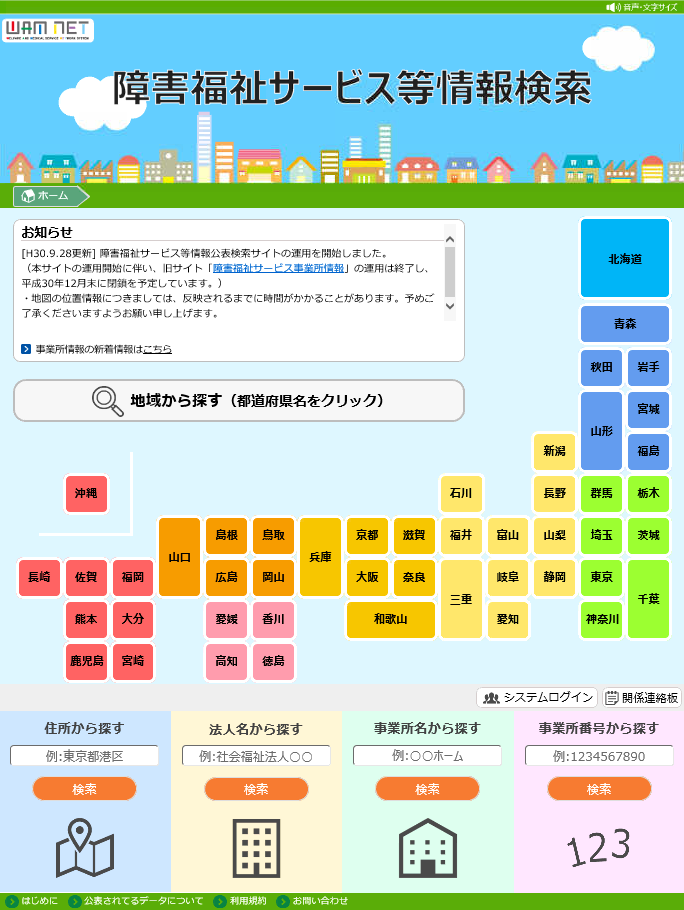 音声・文字サイズ
WAM NET
障害福祉サービス等情報検索
ホーム
お知らせ
[H30.9.28更新] 障害福祉サービス等情報公表検索サイトの運用を開始しました。
（本サイトの運用開始に伴い、旧サイト「障害福祉サービス事業所情報」の運用は終了し、
平成30年12月末に閉鎖を予定しています。）
・地図の位置情報につきましては、反映されるまでに時間がかかることがあります。予めご
了承くださいますようお願い申し上げます。
事業所情報の新着情報はこちら
地域から探す（都道府県名をクリック）
北海道
青森
秋田 岩手
山形 宮城
新潟 福島
沖縄 石川 長野 群馬 栃木
山口 島根 鳥取 兵庫 京都 滋賀 福井 富山 山梨 埼玉 茨城
長崎 佐賀 福岡 広島 岡山 大阪 奈良 三重 岐阜 静岡 東京 千葉
熊本 大分 愛媛 香川 和歌山 愛知 神奈川
鹿児島 宮崎 高知 徳島
システムログイン 関係連絡板
住所から探す 法人名から探す 事業所名から探す 事業所番号から探す
例:東京都港区 例:社会福祉法人○○ 例:○○ホーム 例:1234567890
検索 検索 検索 検索
123
はじめに 公表されてるデータについて 利用規約 お問い合わせ